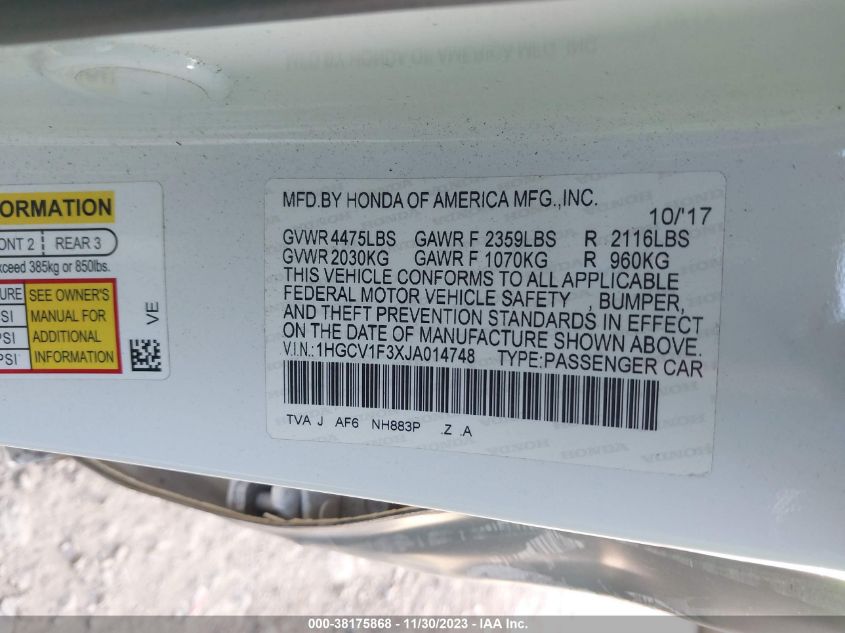 MFD.BY HONDA OF AMERICA MFG.,INC.
10/'17
GVWR 4475LBS GAWR F 2359LBS R 2116LBS
GVWR 2030KG GAWR F 1070KG R 960KG
THIS VEHICLE CONFORMS TO ALL APPLICABLE
FEDERAL MOTOR VEHICLE SAFETY , BUMPER,
AND THEFT PREVENTION STANDARDS IN EFFECT
ON THE DATE OF MANUFACTURE SHOWN ABOVE.
V.I.N.:1HGCV1F3XJA014748 TYPE:PASSENGER CAR
TVA J AF6 NH883P .Z .A
ORMATION
ONT 2 REAR 3
xceed 385kg or 850lbs.
URE SEE OWNER'S
SI MANUAL FOR
PSI ADDITIONAL
PSI INFORMATION
VE
000-38175868 - 11/30/2023 - IAA Inc.